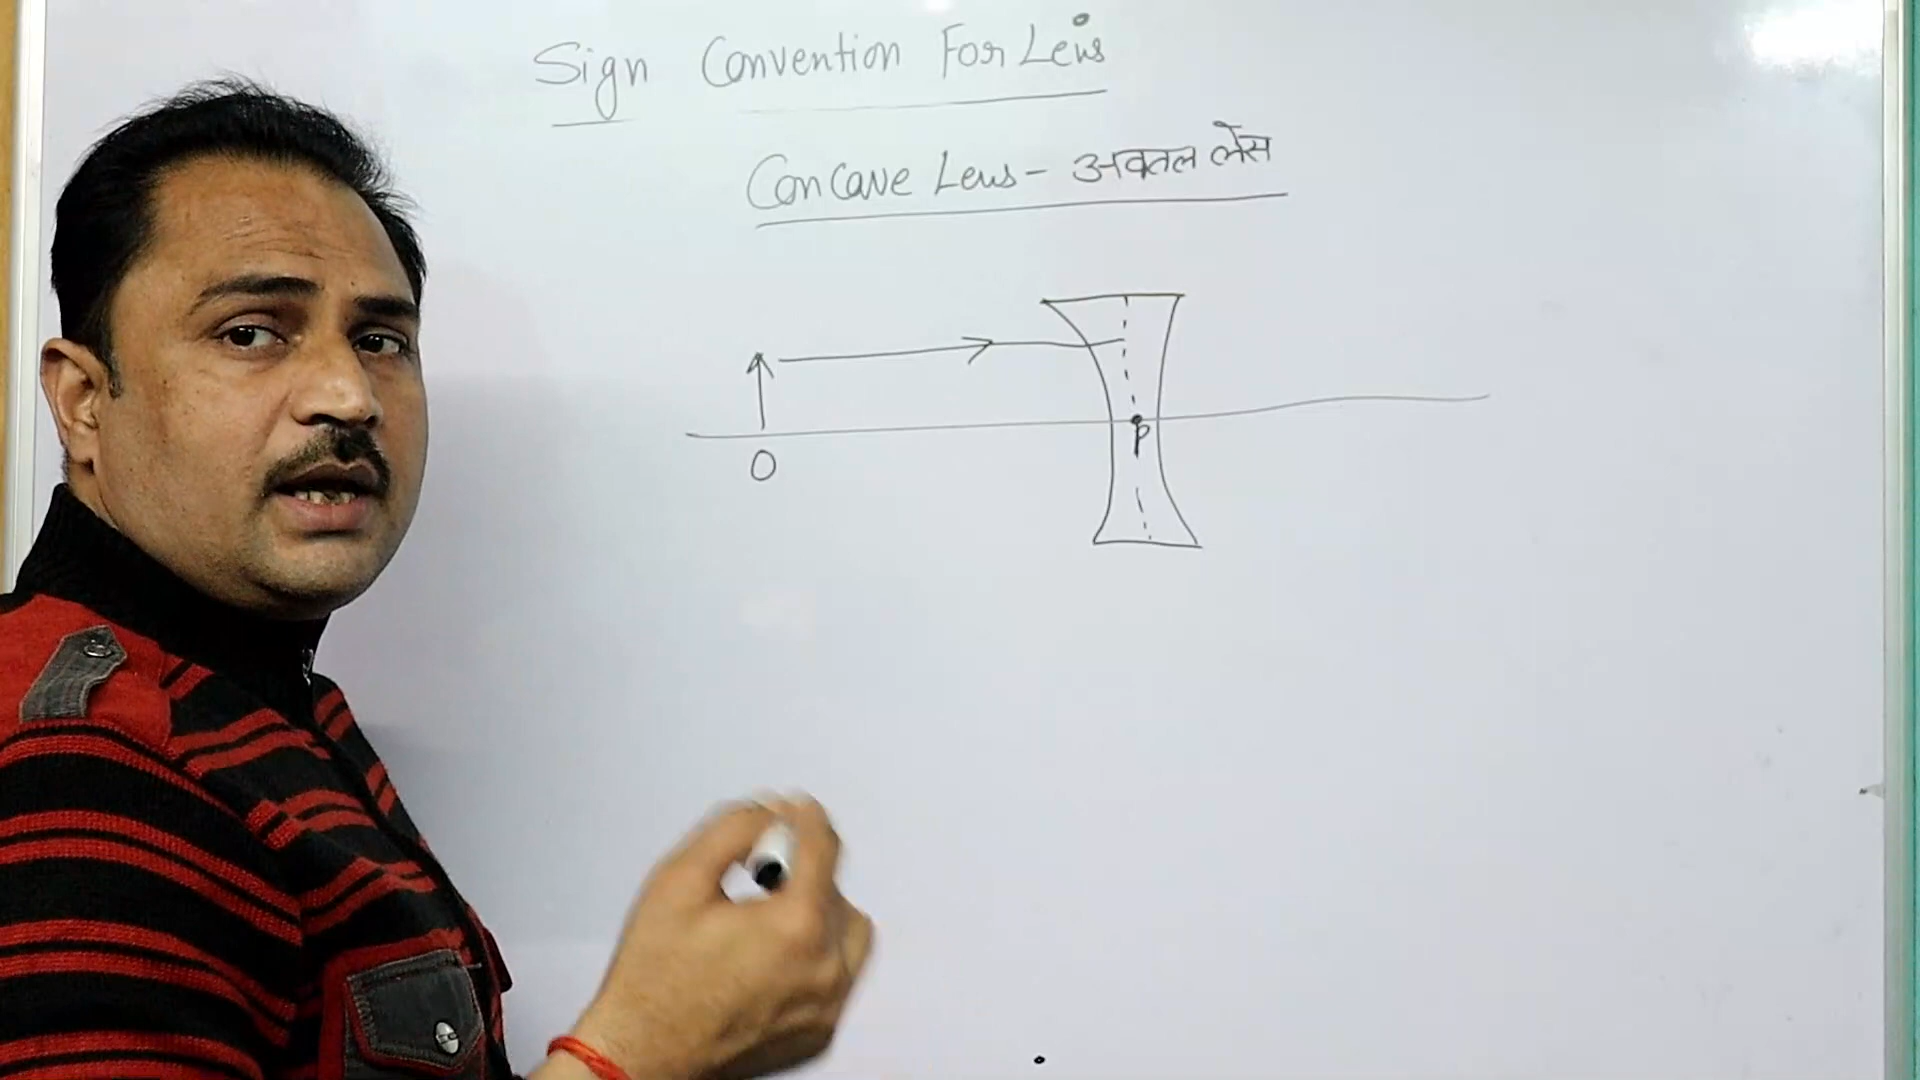 Sign Convention For Lens
Concave Lens - अवतल लेंस
O
P